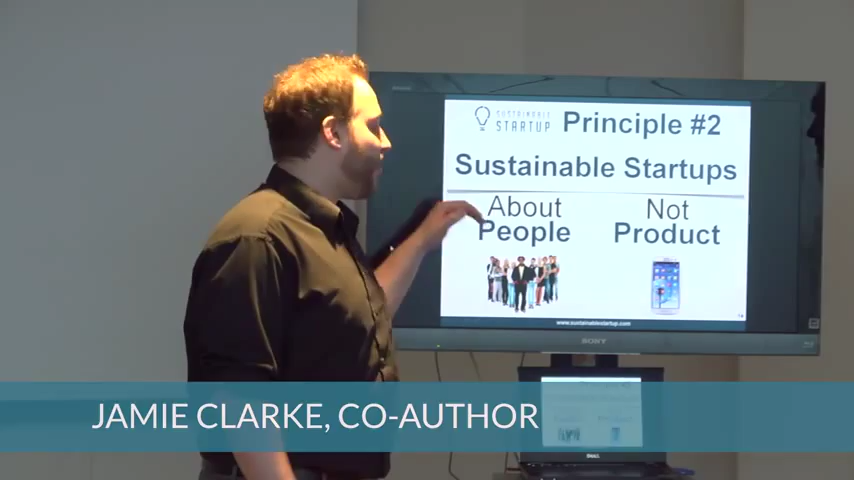 SUSTAINABLE
STARTUP
Principle #2
Sustainable Startups
About
People
Not
Product
www.sustainablestartup.com
SONY
DELL
JAMIE CLARKE, CO-AUTHOR